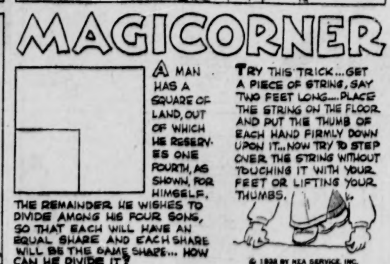 MAGICORNER
A MAN
HAS A
SQUARE OF
LAND, OUT
OF WHICH
HE RESERV-
ES ONE
FOURTH, AS
SHOWN, FOR
HIMSELF.
THE REMAINDER HE WISHES TO
DIVIDE AMONG HIS FOUR SONS,
SO THAT EACH WILL HAVE AN
EQUAL SHARE AND EACH SHARE
WILL BE THE SAME SHAPE... HOW
CAN HE DIVIDE IT?
TRY THIS TRICK...GET
A PIECE OF STRING, SAY
TWO FEET LONG.... PLACE
THE STRING ON THE FLOOR
AND PUT THE THUMB OF
EACH HAND FIRMLY DOWN
UPON IT...NOW TRY TO STEP
OVER THE STRING WITHOUT
TOUCHING IT WITH YOUR
FEET OR LIFTING YOUR
THUMBS.
© 1938 BY NEA SERVICE, INC.